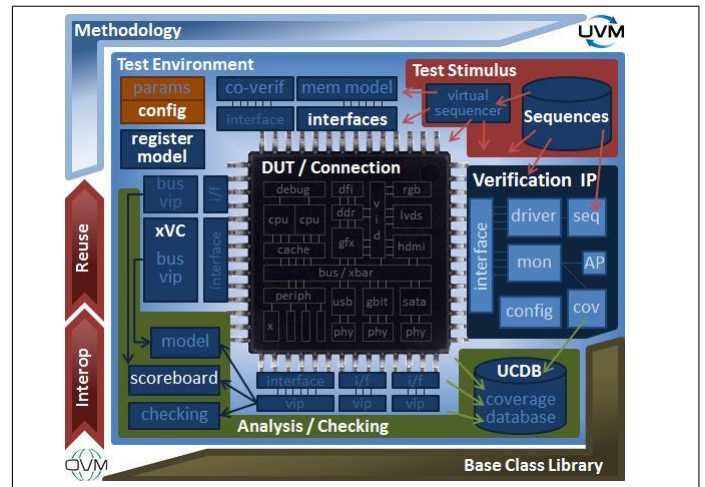 Methodology
UVM
Test Environment
params
config
co-verif
mem model
interface
interfaces
Test Stimulus
virtual
sequencer
Sequences
register
model
DUT / Connection
debug
dfi
rgb
cpu
cpu
ddr
v
i
d
lvds
cache
gfx
hdmi
bus / xbar
periph
usb
gbit
sata
x
phy
phy
phy
bus
vip
i/f
xVC
bus
vip
interface
Verification IP
interface
driver
seq
mon
AP
config
cov
Reuse
Interop
model
scoreboard
checking
interface
i/f
i/f
vip
vip
vip
Analysis / Checking
UCDB
coverage
database
OVM
Base Class Library